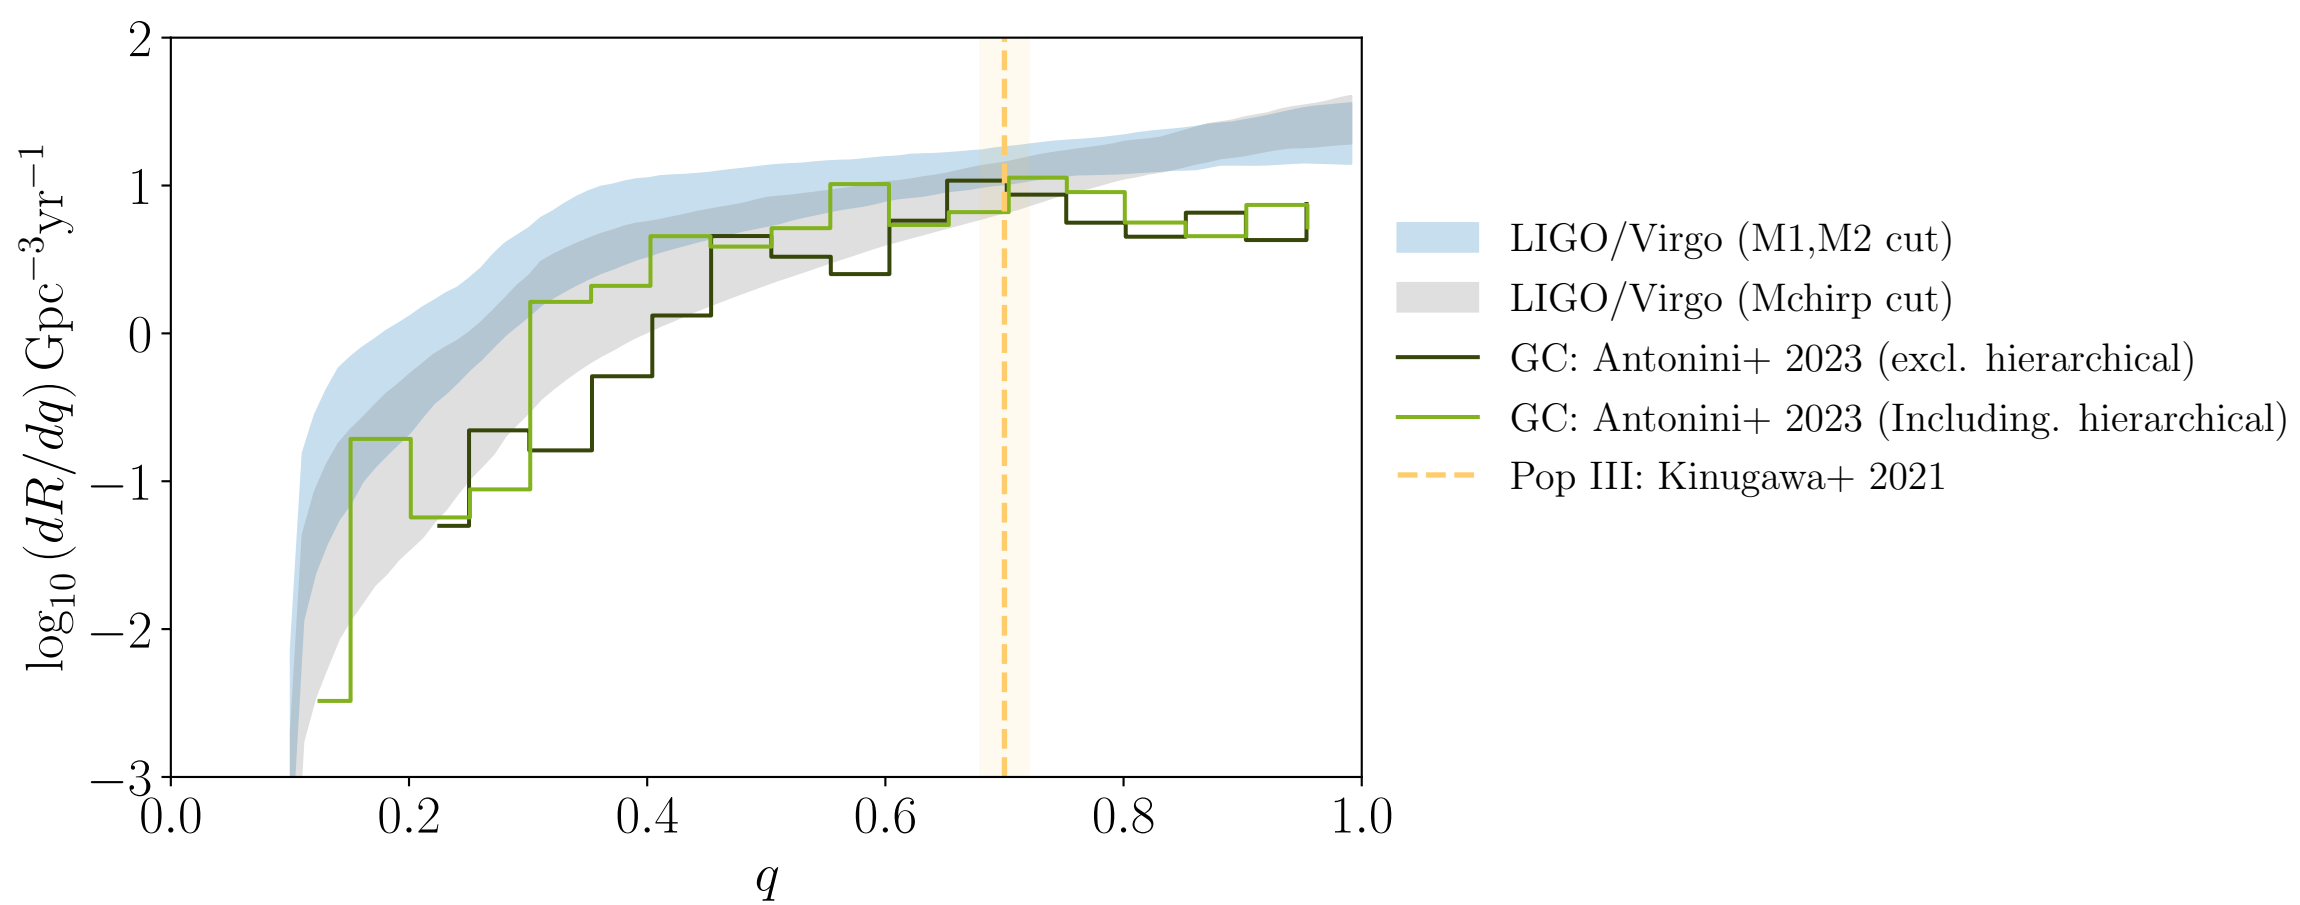 2
1
0
−1
−2
−3
log₁₀ (dR/dq) Gpc⁻³yr⁻¹
0.0 0.2 0.4 0.6 0.8 1.0
q
LIGO/Virgo (M1,M2 cut)
LIGO/Virgo (Mchirp cut)
GC: Antonini+ 2023 (excl. hierarchical)
GC: Antonini+ 2023 (Including. hierarchical)
Pop III: Kinugawa+ 2021